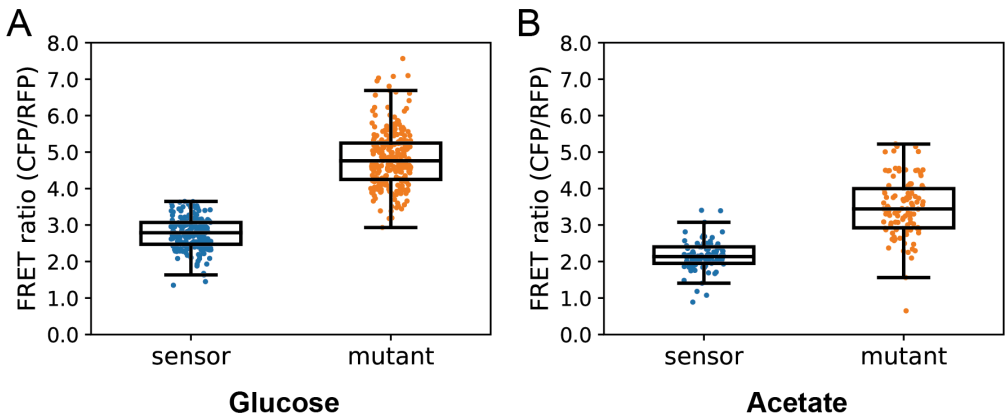 A
FRET ratio (CFP/RFP)
8.0
7.0
6.0
5.0
4.0
3.0
2.0
1.0
0.0
sensor
mutant
Glucose
B
FRET ratio (CFP/RFP)
8.0
7.0
6.0
5.0
4.0
3.0
2.0
1.0
0.0
sensor
mutant
Acetate